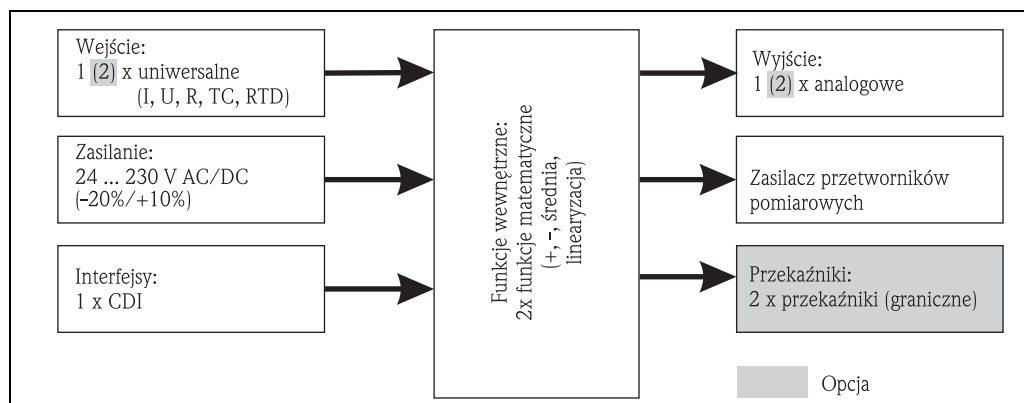 Wejście:
1 (2) x uniwersalne
(I, U, R, TC, RTD)
Zasilanie:
24 ... 230 V AC/DC
(-20%/+10%)
Interfejsy:
1 x CDI
Funkcje wewnętrzne:
2x funkcje matematyczne
(+, -, średnia,
linearyzacja)
Wyjście:
1 (2) x analogowe
Zasilacz przetworników
pomiarowych
Przekaźniki:
2 x przekaźniki (graniczne)
Opcja